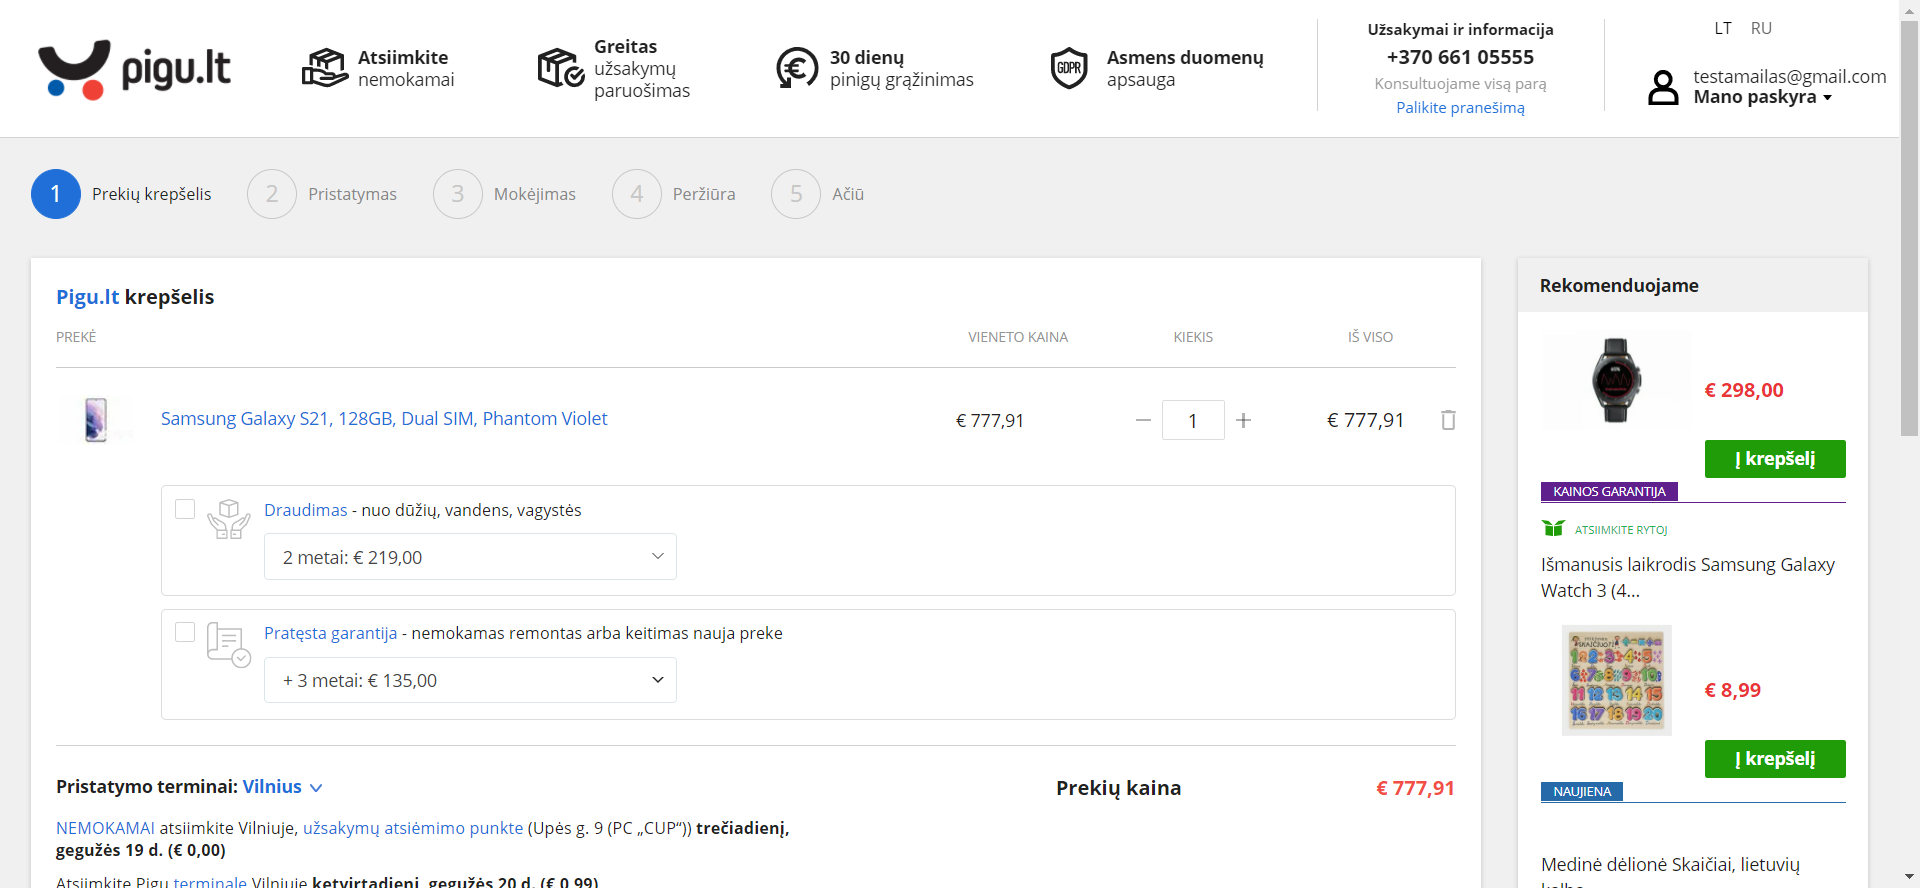 pigu.lt
Atsiimkite
nemokamai
Greitas
užsakymų
paruošimas
30 dienų
pinigų grąžinimas
GDPR
Asmens duomenų
apsauga
Užsakymai ir informacija
+370 661 05555
Konsultuojame visą parą
Palikite pranešimą
LT RU
testamailas@gmail.com
Mano paskyra
1 Prekių krepšelis 2 Pristatymas 3 Mokėjimas 4 Peržiūra 5 Ačiū
Pigu.lt krepšelis
PREKĖ VIENETO KAINA KIEKIS IŠ VISO
Samsung Galaxy S21, 128GB, Dual SIM, Phantom Violet € 777,91 — 1 + € 777,91
Draudimas - nuo dūžių, vandens, vagystės
2 metai: € 219,00
Pratęsta garantija - nemokamas remontas arba keitimas nauja preke
+ 3 metai: € 135,00
Pristatymo terminai: Vilnius
Prekių kaina € 777,91
NEMOKAMAI atsiimkite Vilniuje, užsakymų atsiėmimo punkte (Upės g. 9 (PC „CUP“)) trečiadienį,
gegužės 19 d. (€ 0,00)
Atsiimkite Pigu terminale Vilniuje ketvirtadienį, gegužės 20 d. (€ 0,99)
Rekomenduojame
€ 298,00
Į krepšelį
KAINOS GARANTIJA
ATSIIMKITE RYTOJ
Išmanusis laikrodis Samsung Galaxy
Watch 3 (4...
€ 8,99
Į krepšelį
NAUJIENA
Medinė dėlionė Skaičiai, lietuvių